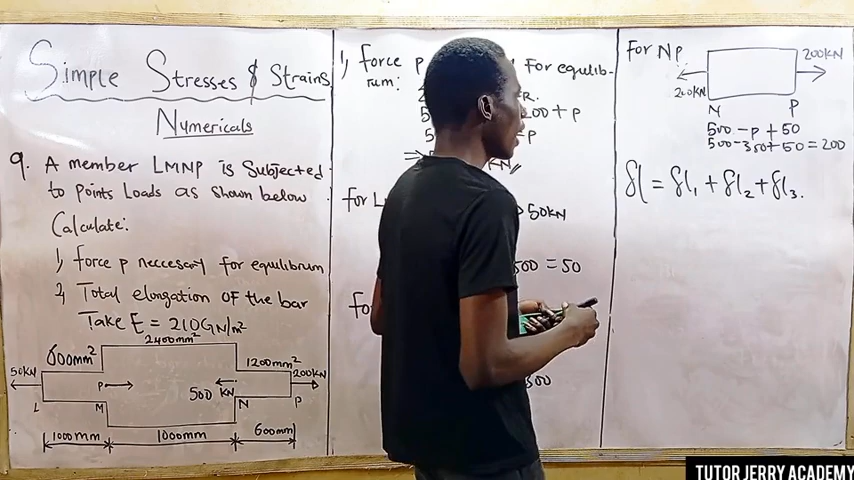 Simple Stresses & Strains
Numericals
9. A member LMNP is subjected
to points Loads as shown below
Calculate:
1, force p neccesary for equilibrum
2, Total elongation of the bar
Take E = 210GN/m²
2400mm²
600mm²
1200mm²
50KN
P
500 KN
200KN
L
M
N
P
1000mm
1000mm
600mm
1, force p
For equilib-
rum:
R.
200 + p
-p
For
50KN
500 = 50
For NP
200KN
200KN
N
P
500 - p + 50
500 - 350 + 50 = 200
δl = δl₁ + δl₂ + δl₃.
TUTOR JERRY ACADEMY